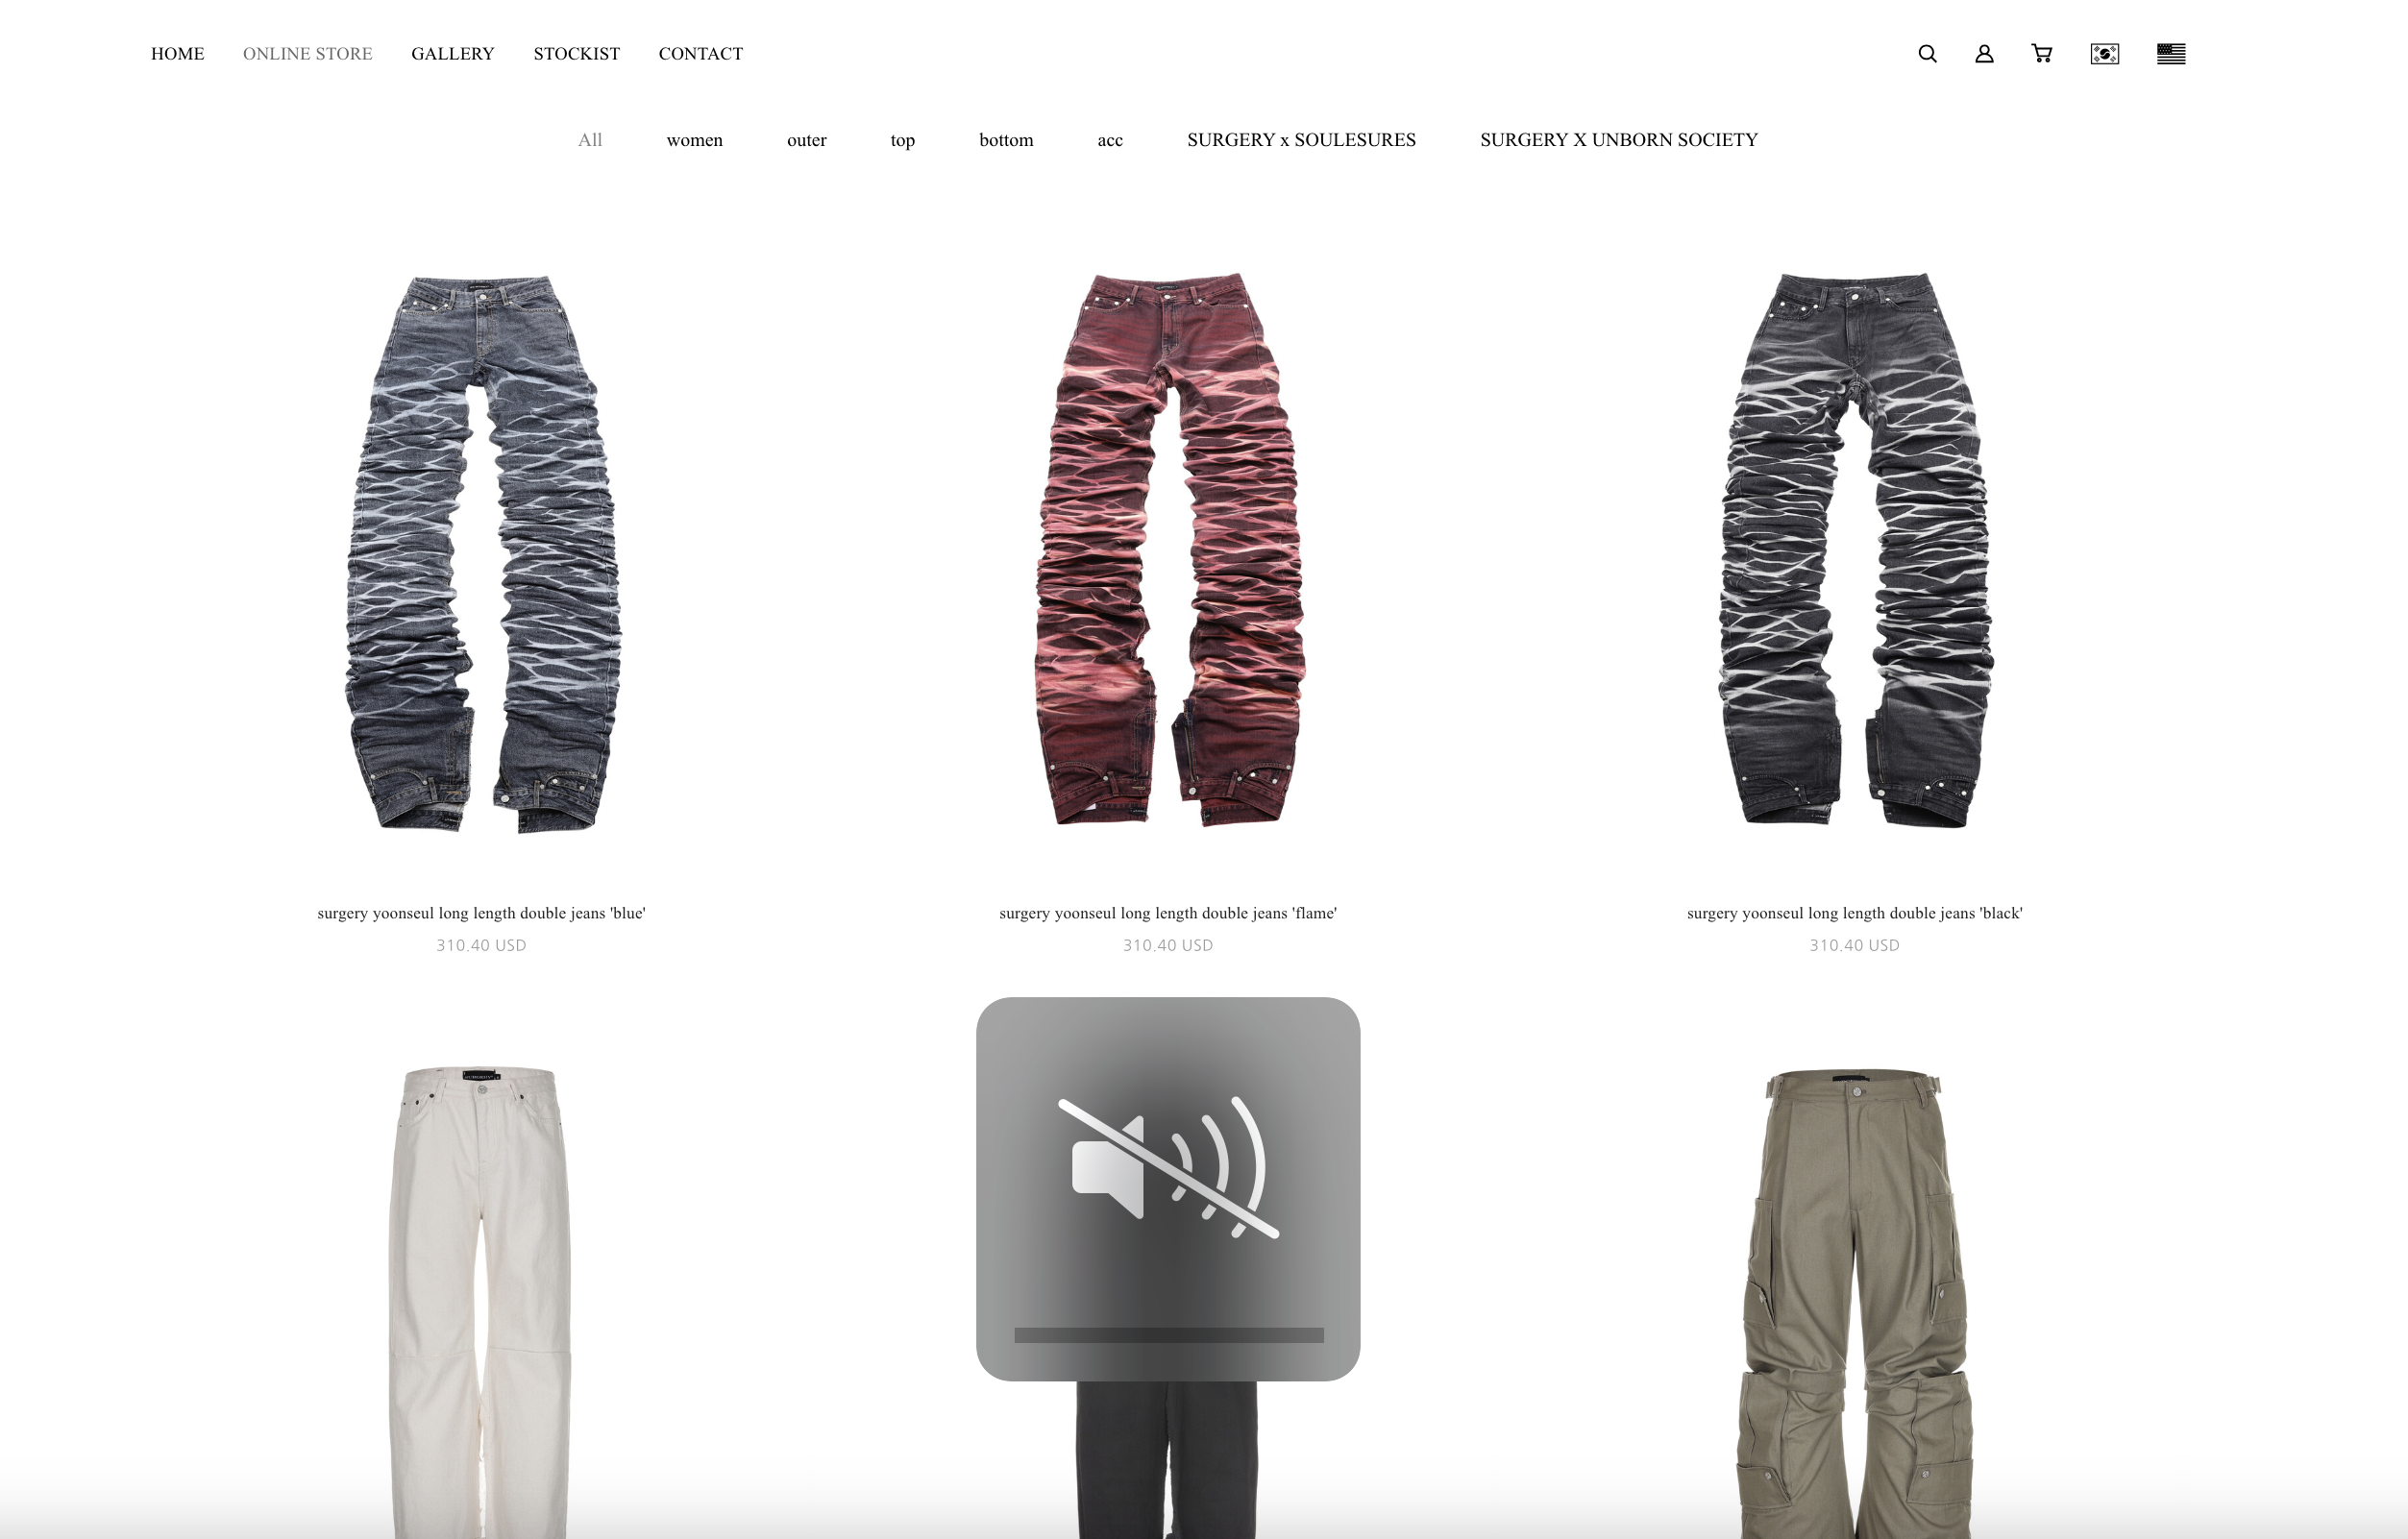 HOME ONLINE STORE GALLERY STOCKIST CONTACT
All women outer top bottom acc SURGERY x SOULESURES SURGERY X UNBORN SOCIETY
surgery yoonseul long length double jeans 'blue' surgery yoonseul long length double jeans 'flame' surgery yoonseul long length double jeans 'black'
310.40 USD 310.40 USD 310.40 USD